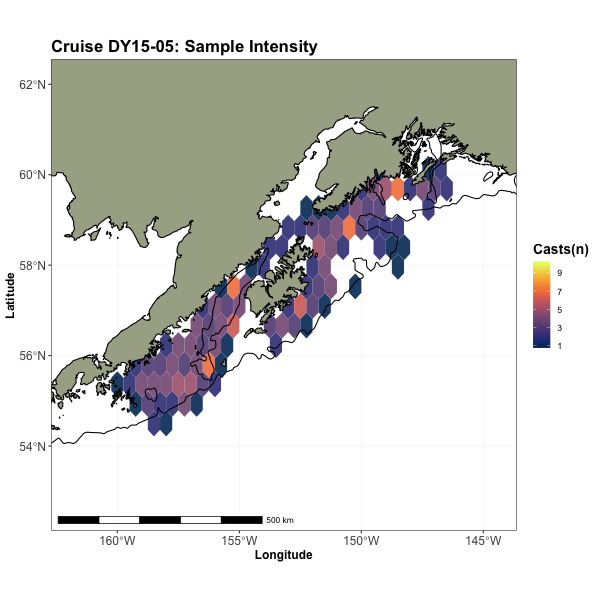 Cruise DY15-05: Sample Intensity
62°N
60°N
58°N
56°N
54°N
Latitude
160°W
155°W
150°W
145°W
Longitude
500 km
Casts(n)
9
7
5
3
1